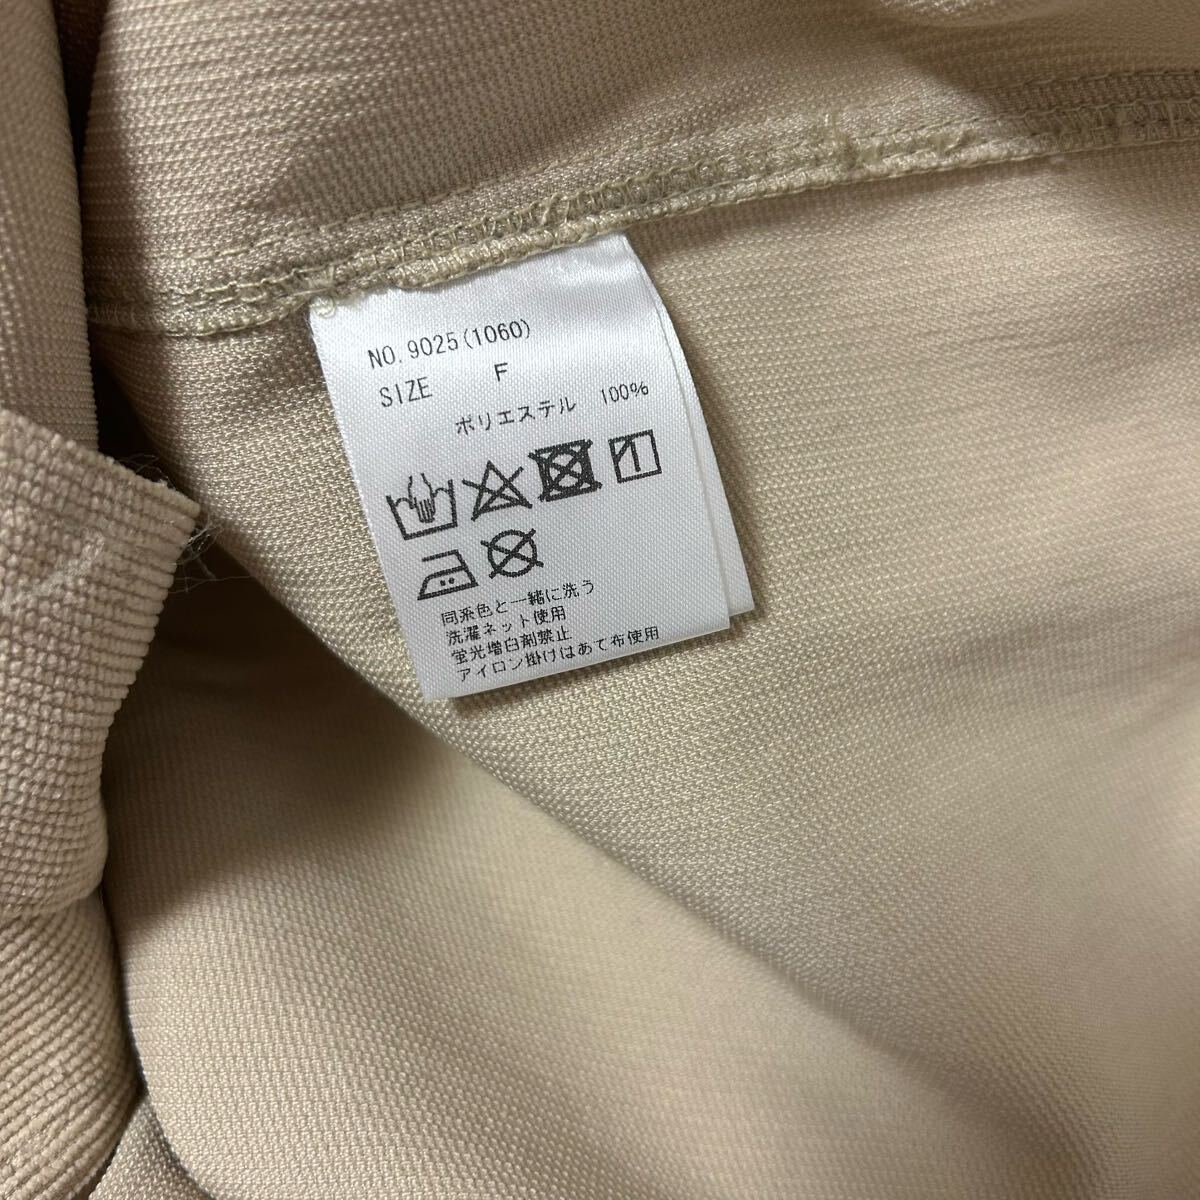 NO.9025(1060)
SIZE F
ポリエステル 100%
同系色と一緒に洗う
洗濯ネット使用
蛍光増白剤禁止
アイロン掛けはあて布使用